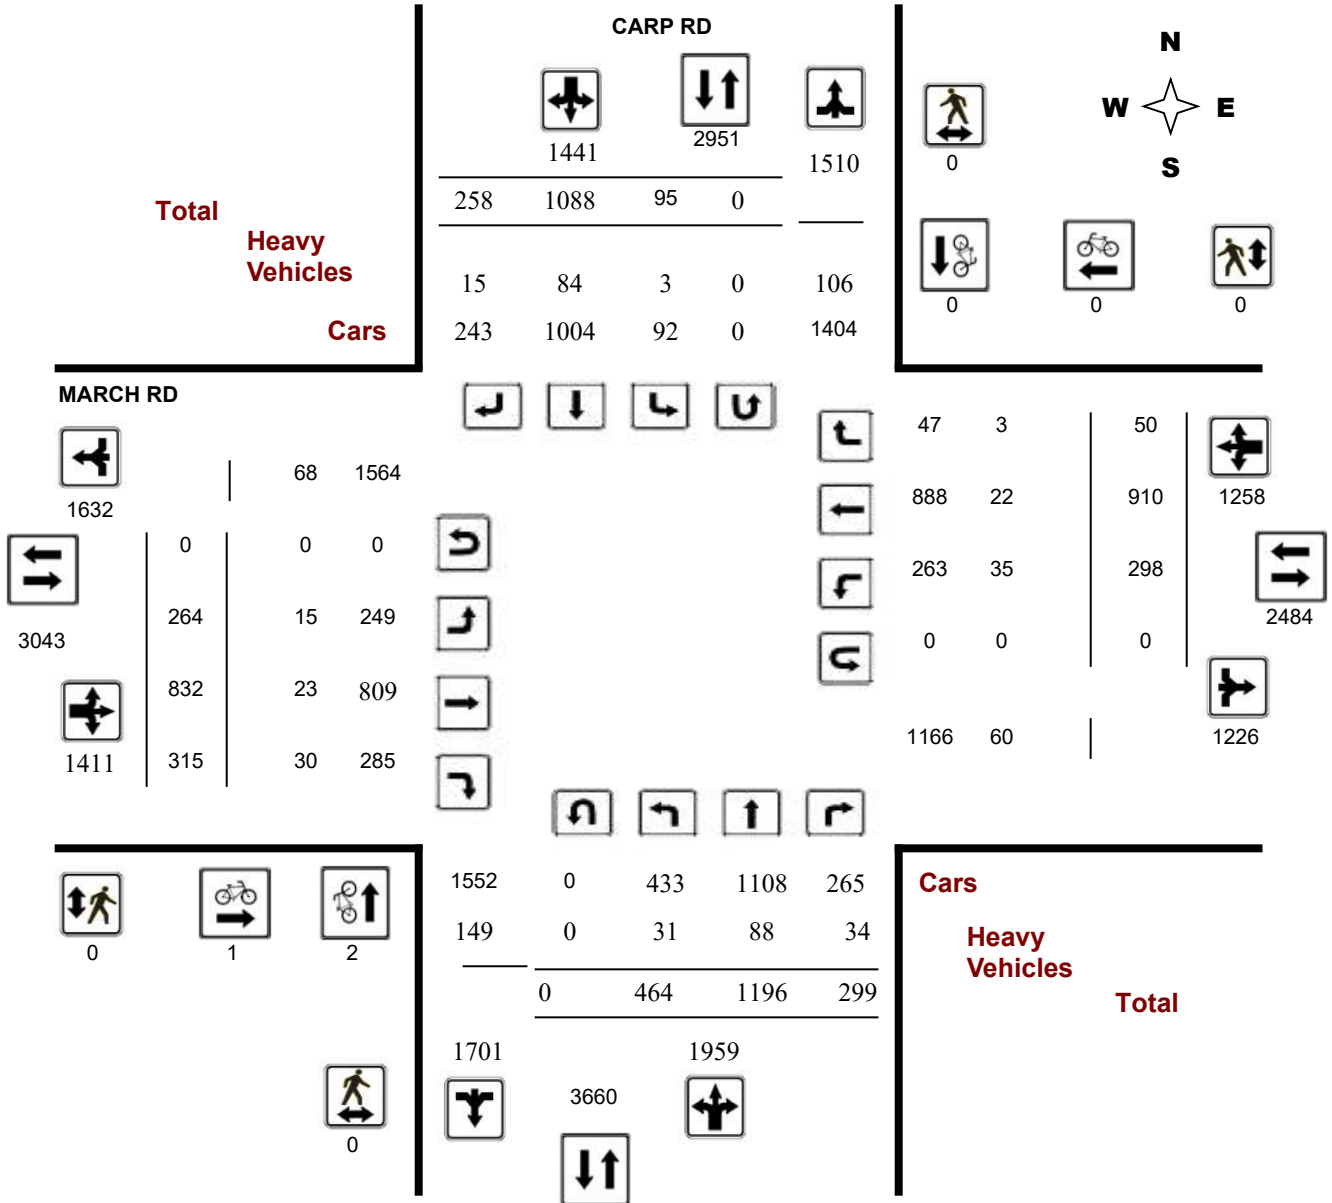 CARP RD
N
W E
S
1441 2951 1510 0
258 1088 95 0
Total
Heavy
Vehicles
15 84 3 0 106
0 0 0
Cars
243 1004 92 0 1404
MARCH RD
47 3 50
68 1564
1632
888 22 910 1258
0 0 0
263 35 298
264 15 249
2484
3043
0 0 0
832 23 809
1166 60 1226
1411 315 30 285
1552 0 433 1108 265
Cars
149 0 31 88 34
Heavy
Vehicles
0 1 2
0 464 1196 299
Total
1701 1959
3660
0